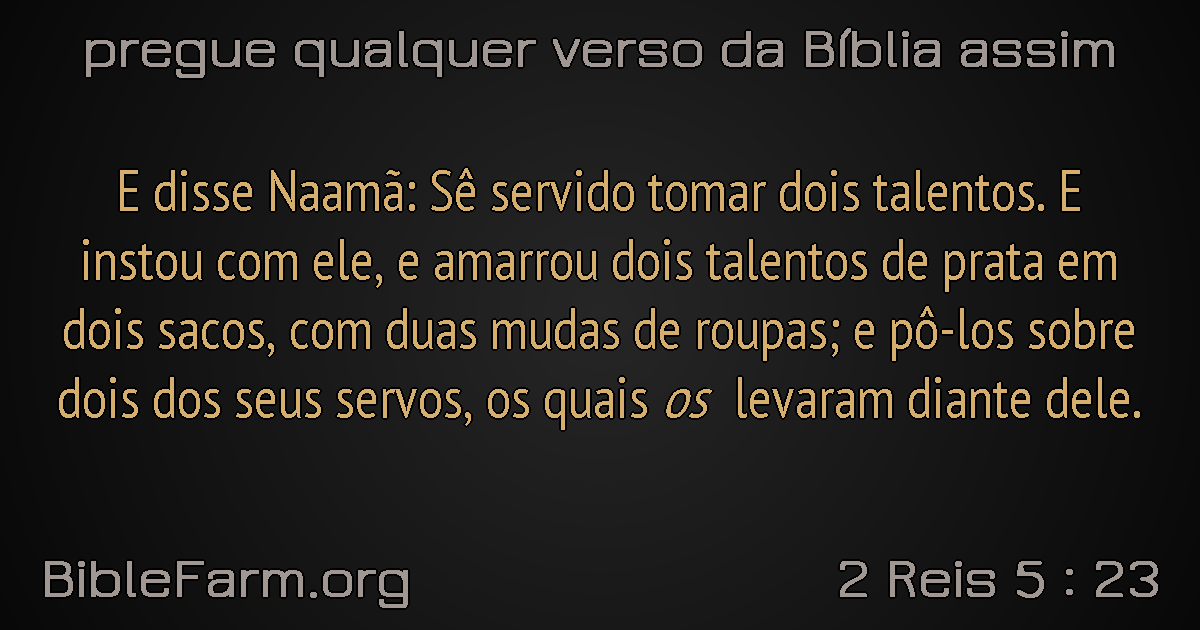 pregue qualquer verso da Bíblia assim
E disse Naamã: Sê servido tomar dois talentos. E
instou com ele, e amarrou dois talentos de prata em
dois sacos, com duas mudas de roupas; e pô-los sobre
dois dos seus servos, os quais os levaram diante dele.
BibleFarm.org
2 Reis 5 : 23